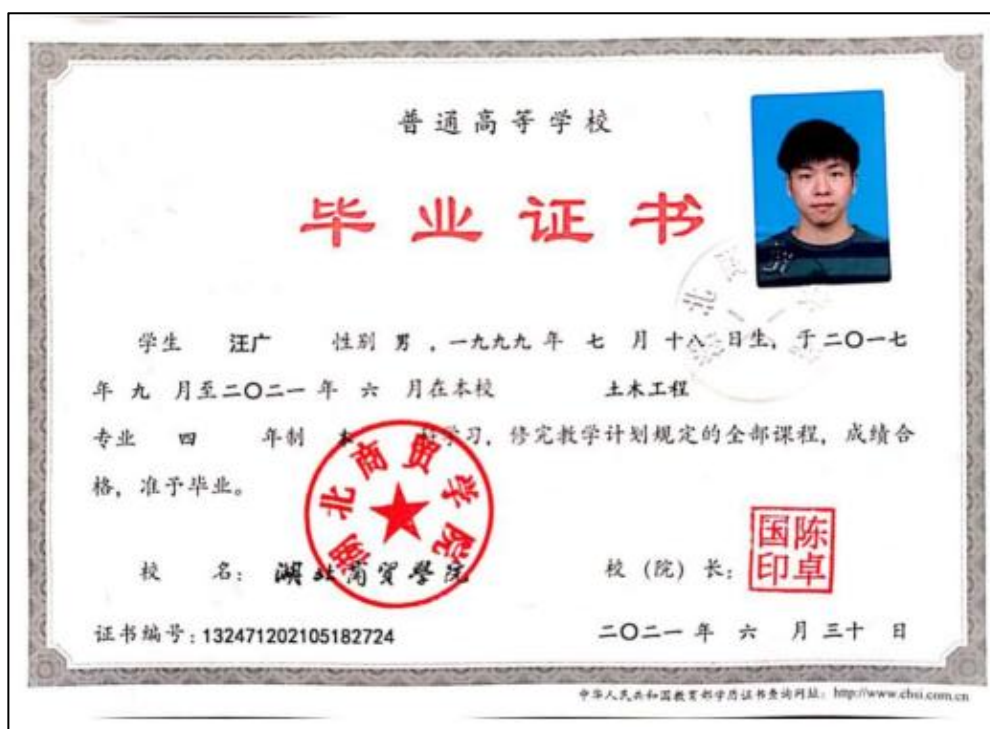 普通高等学校
毕业证书
学生 汪广 性别 男 ，一九九九 年 七 月 十八 日生，于 二〇一七
年 九 月至 二〇二一 年 六 月在本校 土木工程
专业 四 年制 本 科学习，修完教学计划规定的全部课程，成绩合
格，准予毕业。
湖北商贸学院
国陈
印卓
校 名： 湖北商贸學院 校（院）长：
证书编号：132471202105182724 二〇二一 年 六 月 三十 日
中华人民共和国教育部学历证书查询网址：http://www.chsi.com.cn